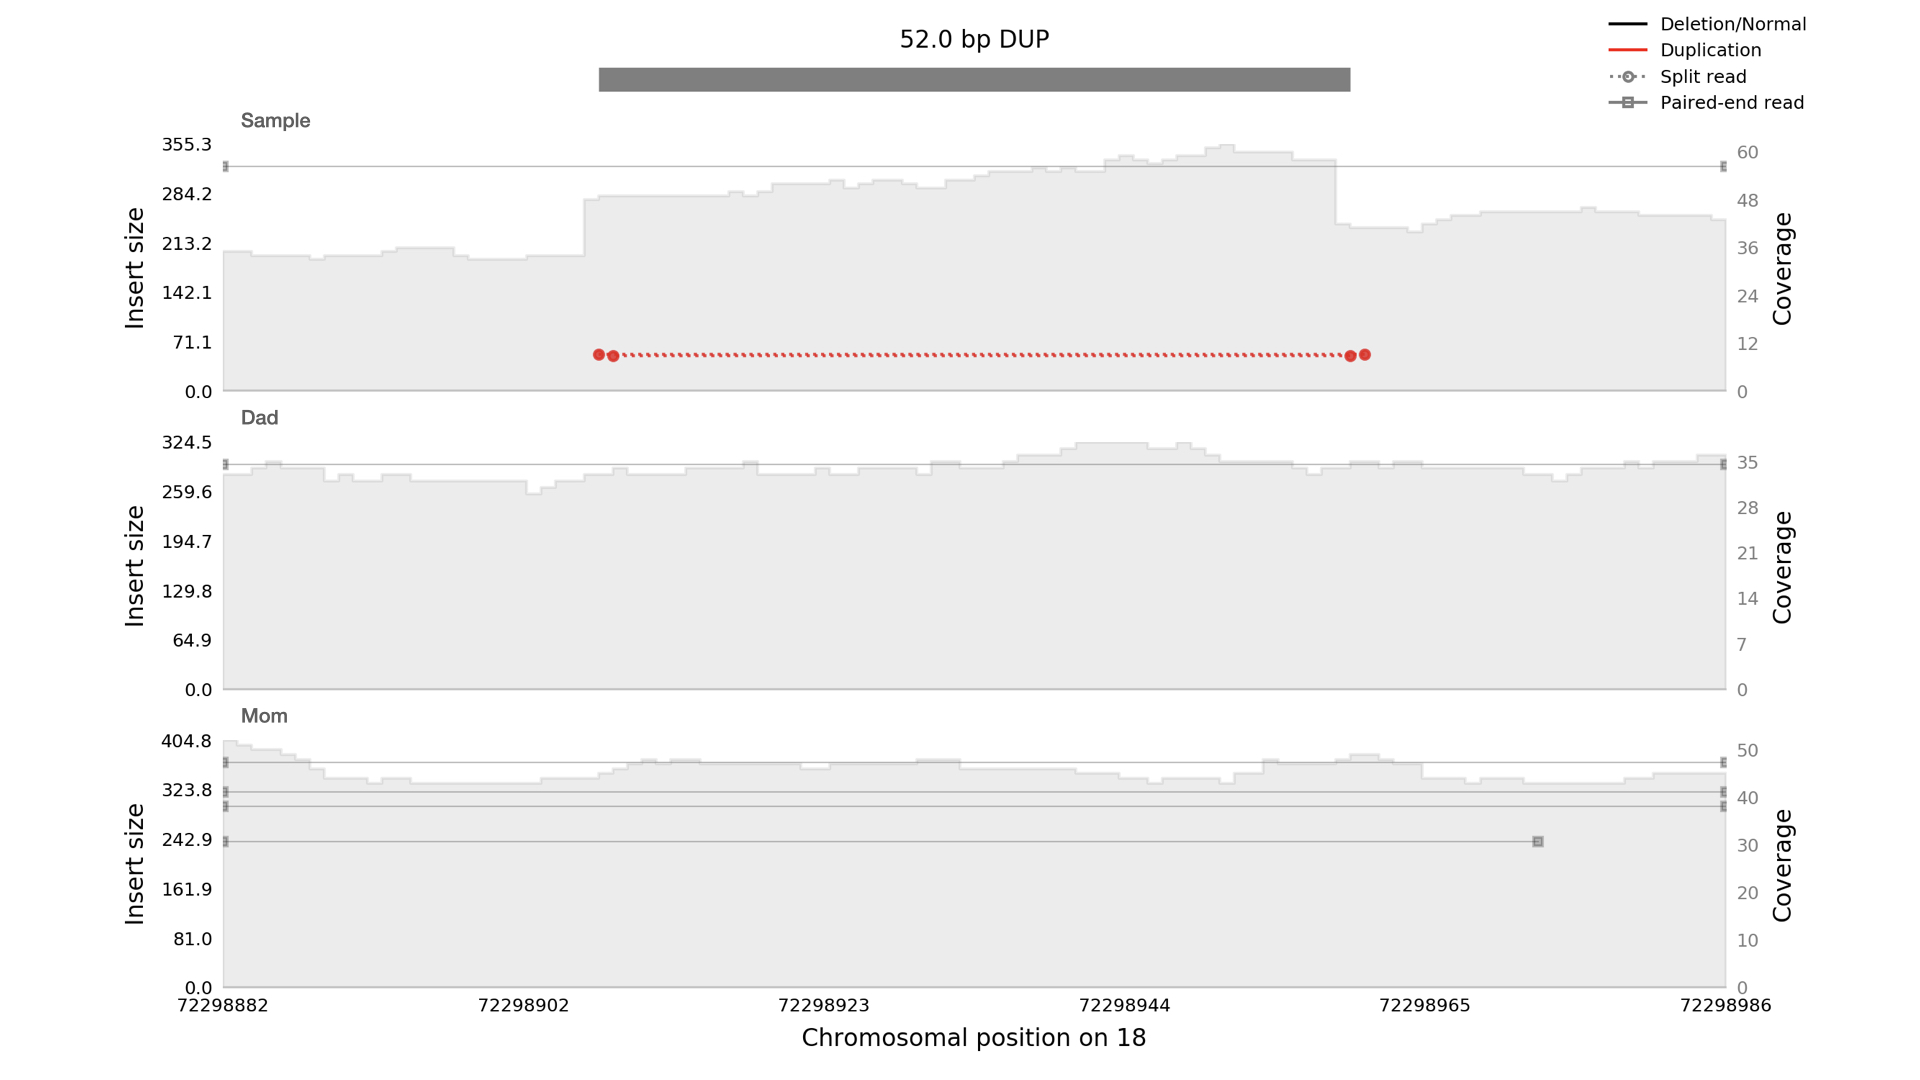 52.0 bp DUP
Deletion/Normal
Duplication
Split read
Paired-end read
Sample
355.3
284.2
213.2
142.1
71.1
0.0
Insert size
60
48
36
24
12
0
Coverage
Dad
324.5
259.6
194.7
129.8
64.9
0.0
Insert size
35
28
21
14
7
0
Coverage
Mom
404.8
323.8
242.9
161.9
81.0
0.0
Insert size
50
40
30
20
10
0
Coverage
72298882 72298902 72298923 72298944 72298965 72298986
Chromosomal position on 18